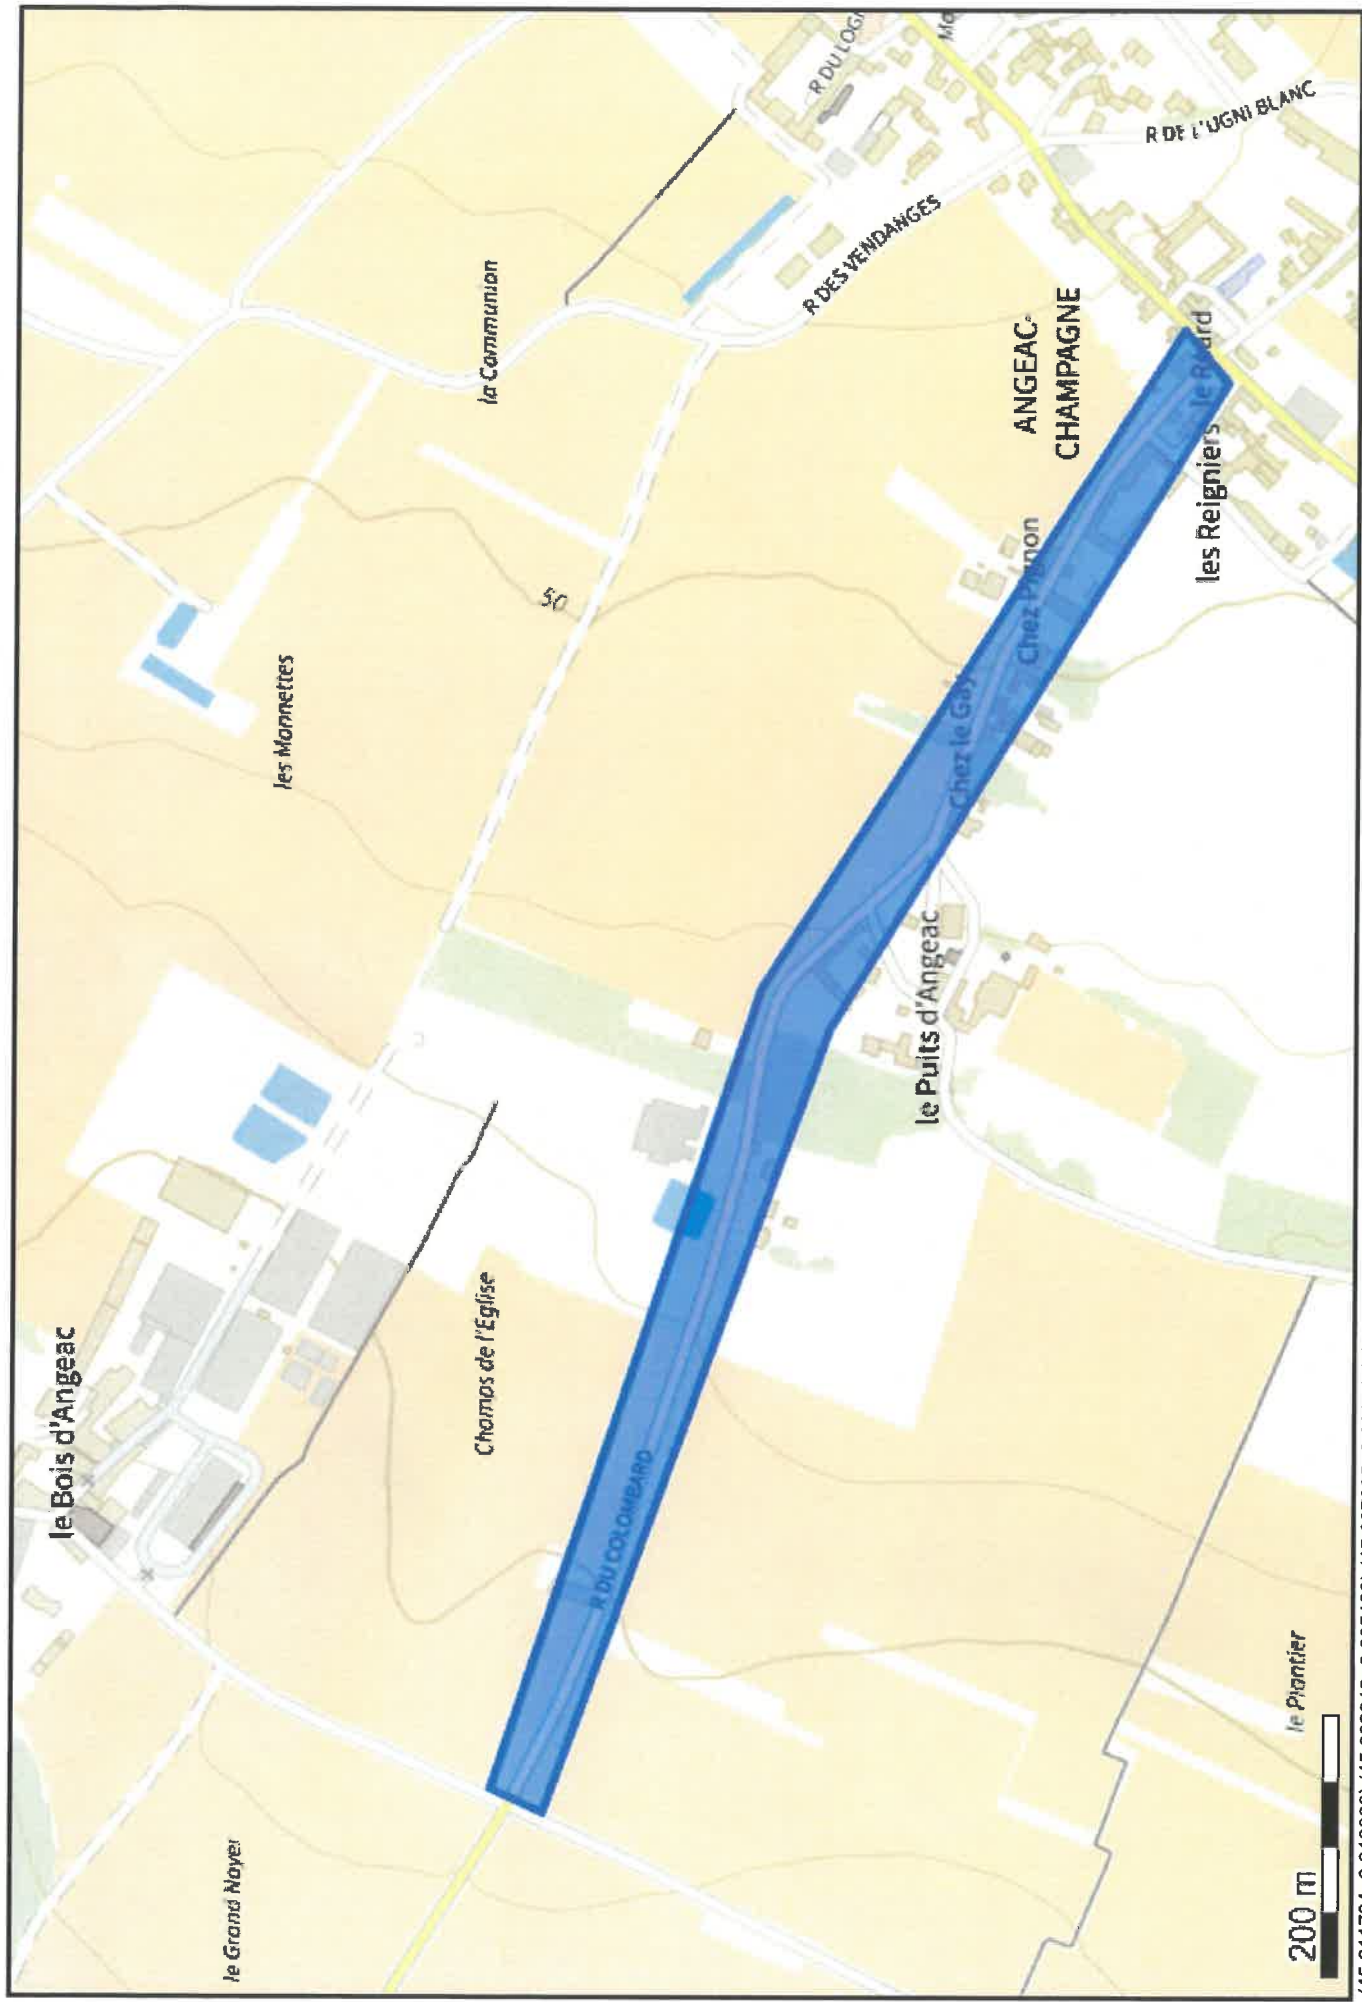 le Grand Noyer
le Bois d'Angeac
les Monnettes
la Communion
R DU LOGI
R DES VENDANGES
R DE L'UGNI BLANC
50
Champs de l'Eglise
R DU COLOMBARD
le Puits d'Angeac
Chez le Gay
Chez Pignon
ANGEAC-
CHAMPAGNE
les Reigniers
200 m
le Plantier